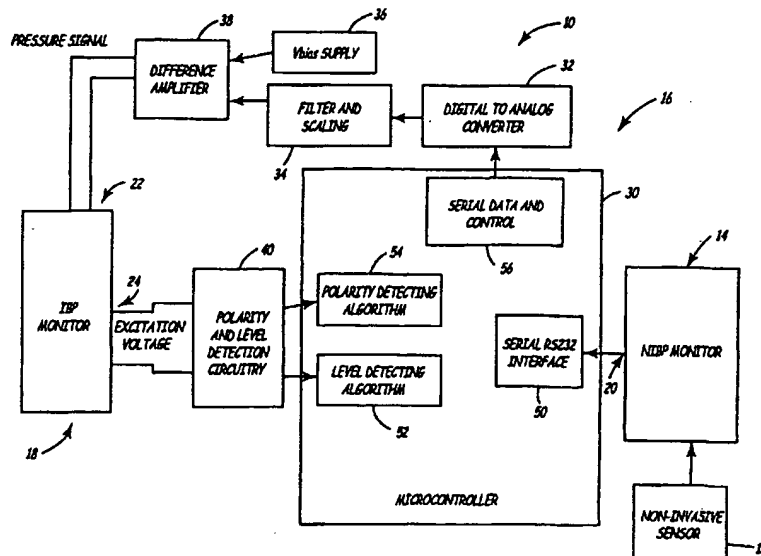 38
36
10
PRESSURE SIGNAL
DIFFERENCE
AMPLIFIER
Vbias SUPPLY
32
FILTER AND
SCALING
DIGITAL TO ANALOG
CONVERTER
16
34
22
30
SERIAL DATA AND
CONTROL
56
40
54
14
24
IBP
MONITOR
EXCITATION
VOLTAGE
POLARITY
AND LEVEL
DETECTION
CIRCUITRY
POLARITY DETECTING
ALGORITHM
SERIAL RS232
INTERFACE
NIBP MONITOR
LEVEL DETECTING
ALGORITHM
50
20
52
18
MICROCONTROLLER
NON-INVASIVE
SENSOR